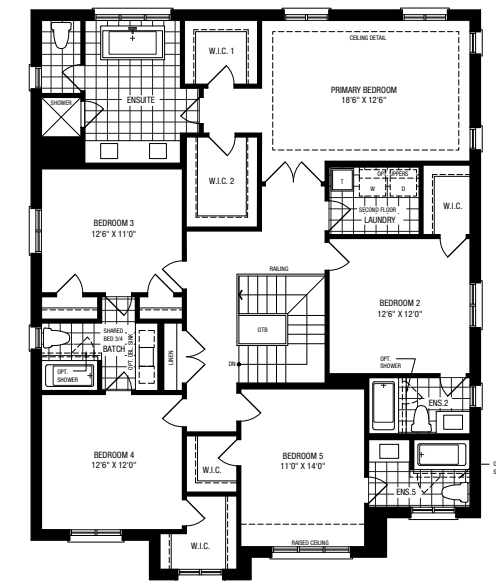 W.I.C. 1
CEILING DETAIL
PRIMARY BEDROOM
18'6" X 12'6"
ENSUITE
SHOWER
W.I.C. 2
T
OPT. UPPERS
W
D
SECOND FLOOR
LAUNDRY
W.I.C.
BEDROOM 3
12'6" X 11'0"
RAILING
BEDROOM 2
12'6" X 12'0"
OTB
DN
SHARED
BED 3/4
BATCH
OPT. DBL. SINK
LINEN
OPT.
SHOWER
OPT.
SHOWER
ENS.2
BEDROOM 4
12'6" X 12'0"
W.I.C.
BEDROOM 5
11'0" X 14'0"
ENS.5
O
S
W.I.C.
RAISED CEILING